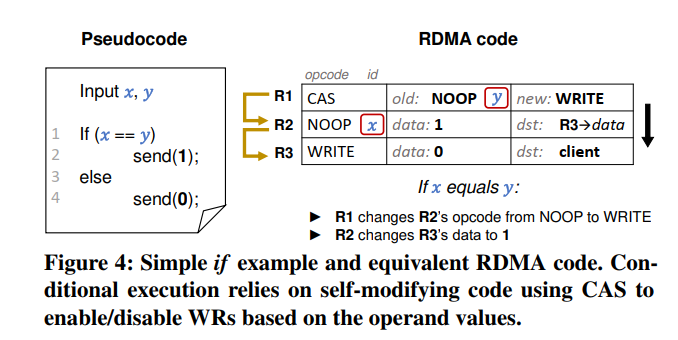 Pseudocode
Input x, y
1 If (x == y)
2 send(1);
3 else
4 send(0);
RDMA code
opcode id
R1 CAS old: NOOP y new: WRITE
R2 NOOP x data: 1 dst: R3→data
R3 WRITE data: 0 dst: client
If x equals y:
► R1 changes R2's opcode from NOOP to WRITE
► R2 changes R3's data to 1
Figure 4: Simple if example and equivalent RDMA code. Con-
ditional execution relies on self-modifying code using CAS to
enable/disable WRs based on the operand values.